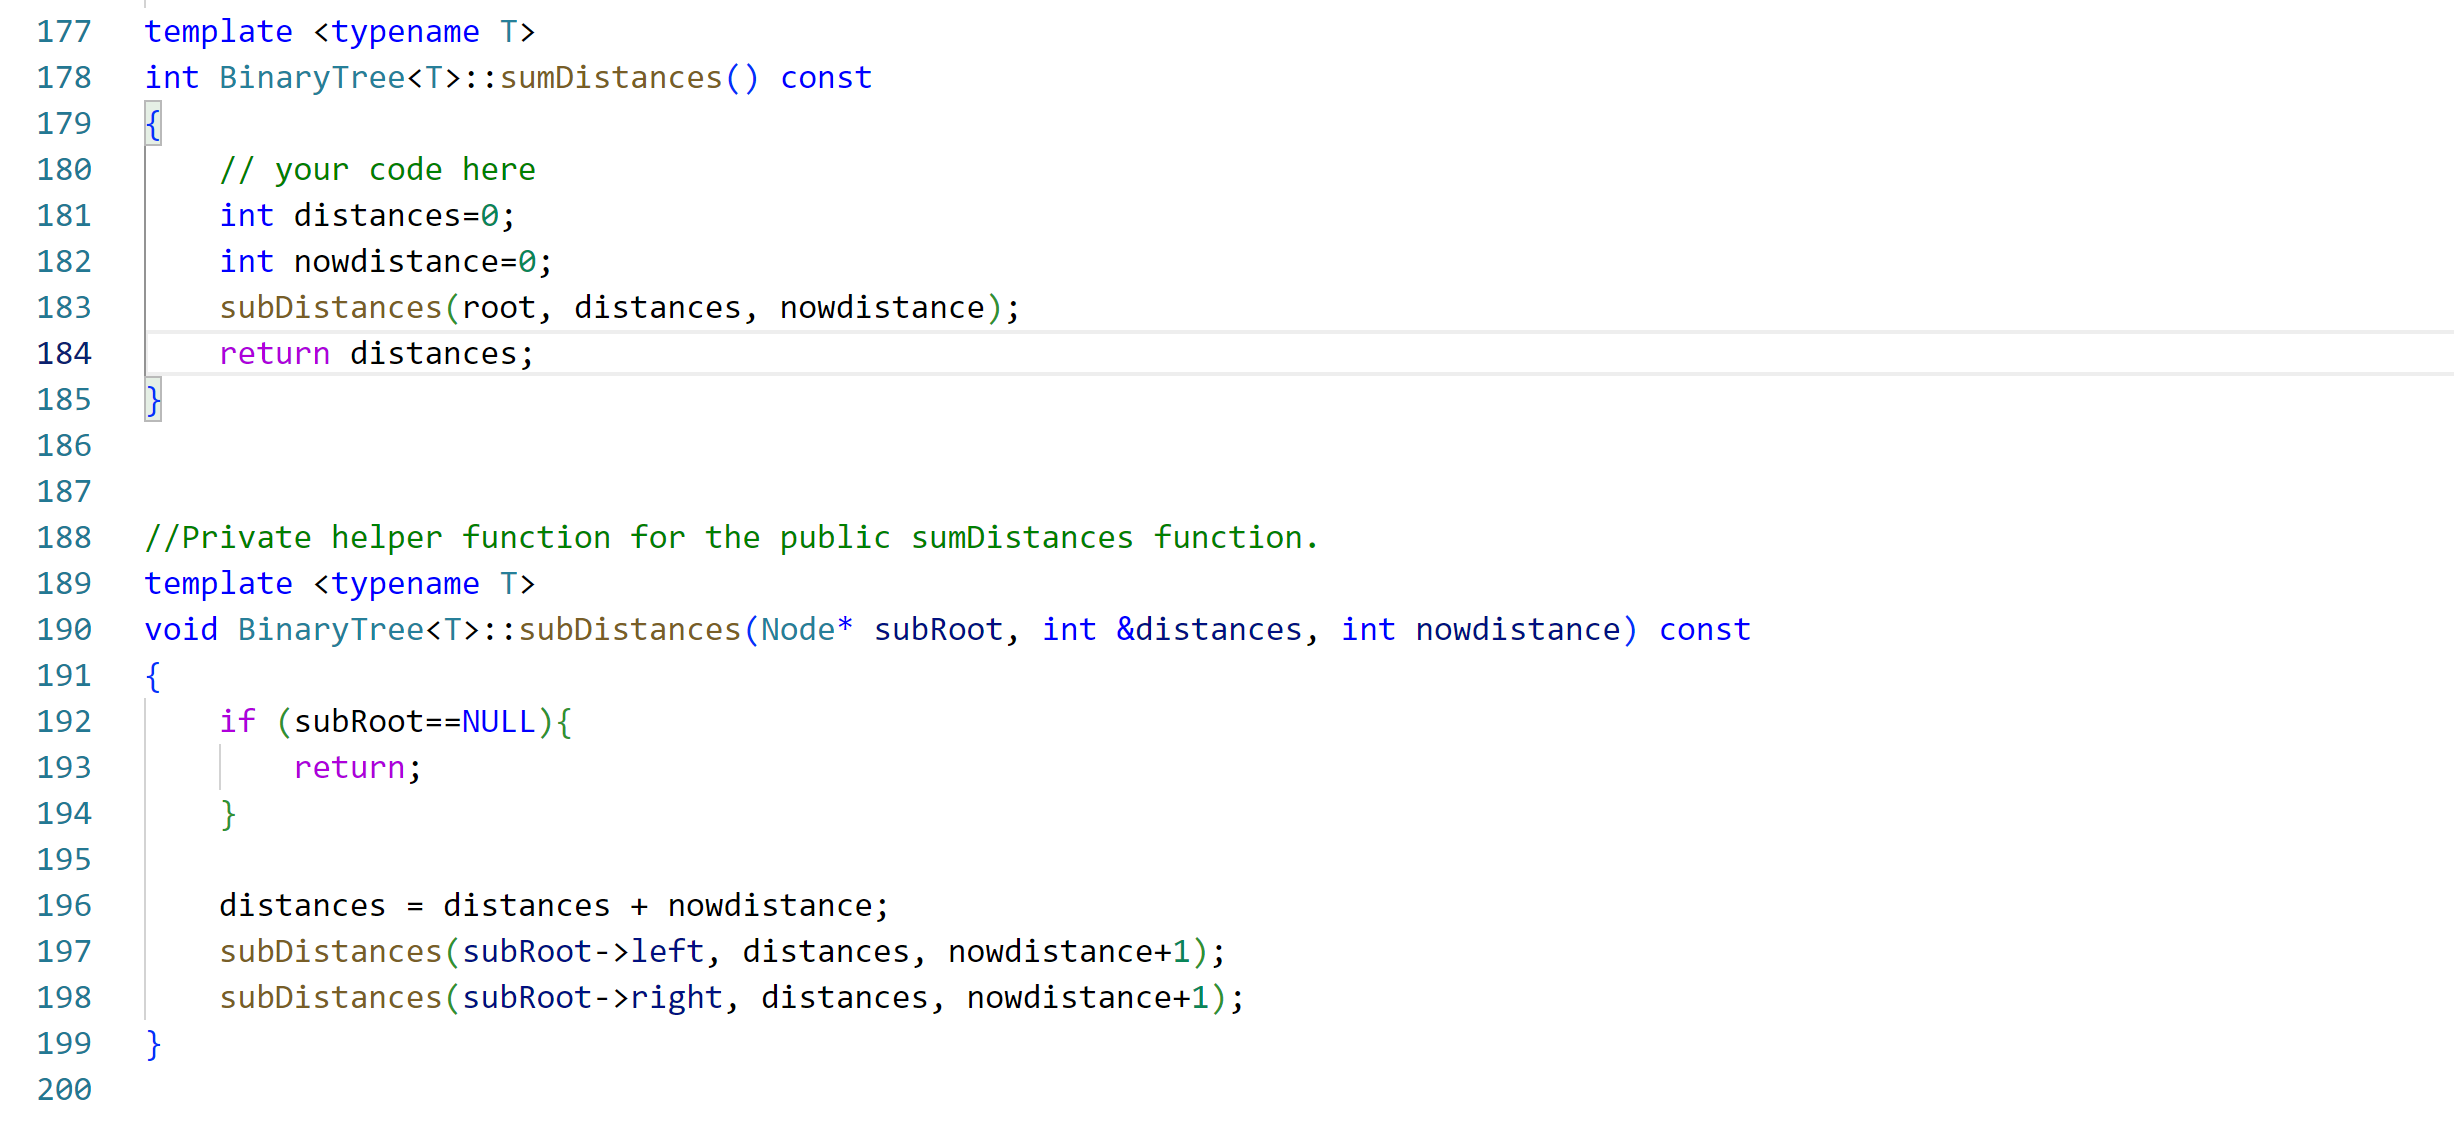 177 template <typename T>
178 int BinaryTree<T>::sumDistances() const
179 {
180     // your code here
181     int distances=0;
182     int nowdistance=0;
183     subDistances(root, distances, nowdistance);
184     return distances;
185 }
186
187
188 //Private helper function for the public sumDistances function.
189 template <typename T>
190 void BinaryTree<T>::subDistances(Node* subRoot, int &distances, int nowdistance) const
191 {
192     if (subRoot==NULL){
193         return;
194     }
195
196     distances = distances + nowdistance;
197     subDistances(subRoot->left, distances, nowdistance+1);
198     subDistances(subRoot->right, distances, nowdistance+1);
199 }
200